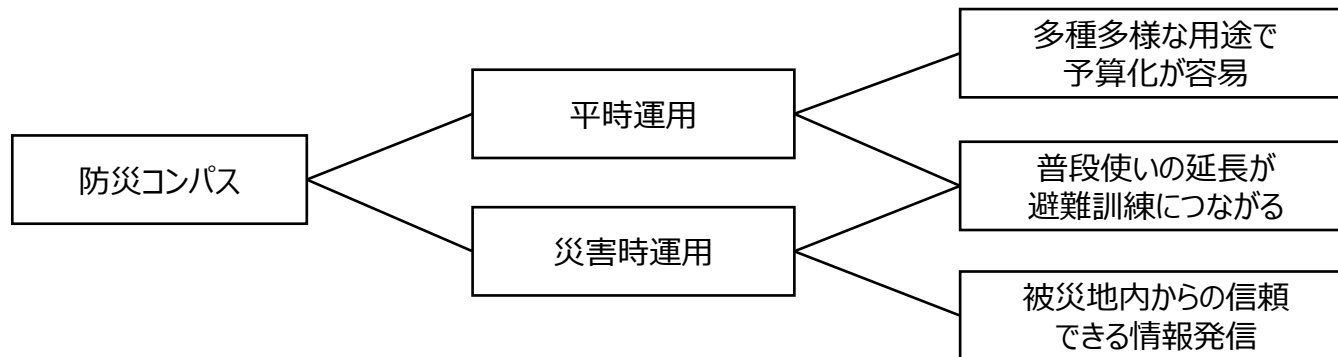 防災コンパス
平時運用
災害時運用
多種多様な用途で
予算化が容易
普段使いの延長が
避難訓練につながる
被災地内からの信頼
できる情報発信